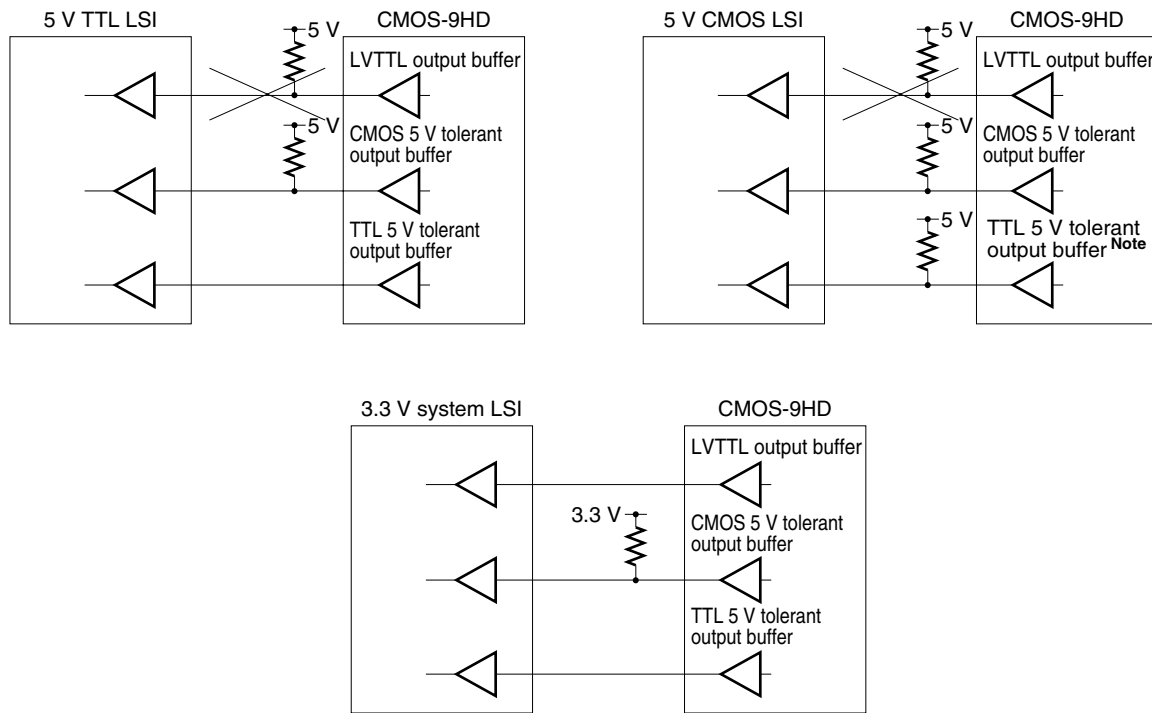 5 V TTL LSI
CMOS-9HD
5 V
LVTTL output buffer
5 V
CMOS 5 V tolerant
output buffer
TTL 5 V tolerant
output buffer
5 V CMOS LSI
CMOS-9HD
5 V
LVTTL output buffer
5 V
CMOS 5 V tolerant
output buffer
5 V
TTL 5 V tolerant
output buffer Note
3.3 V system LSI
CMOS-9HD
LVTTL output buffer
3.3 V
CMOS 5 V tolerant
output buffer
TTL 5 V tolerant
output buffer